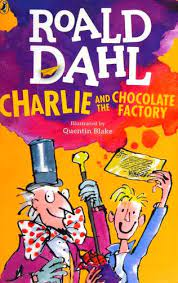 ROALD
DAHL
CHARLIE AND THE CHOCOLATE
FACTORY
Illustrated by
Quentin Blake